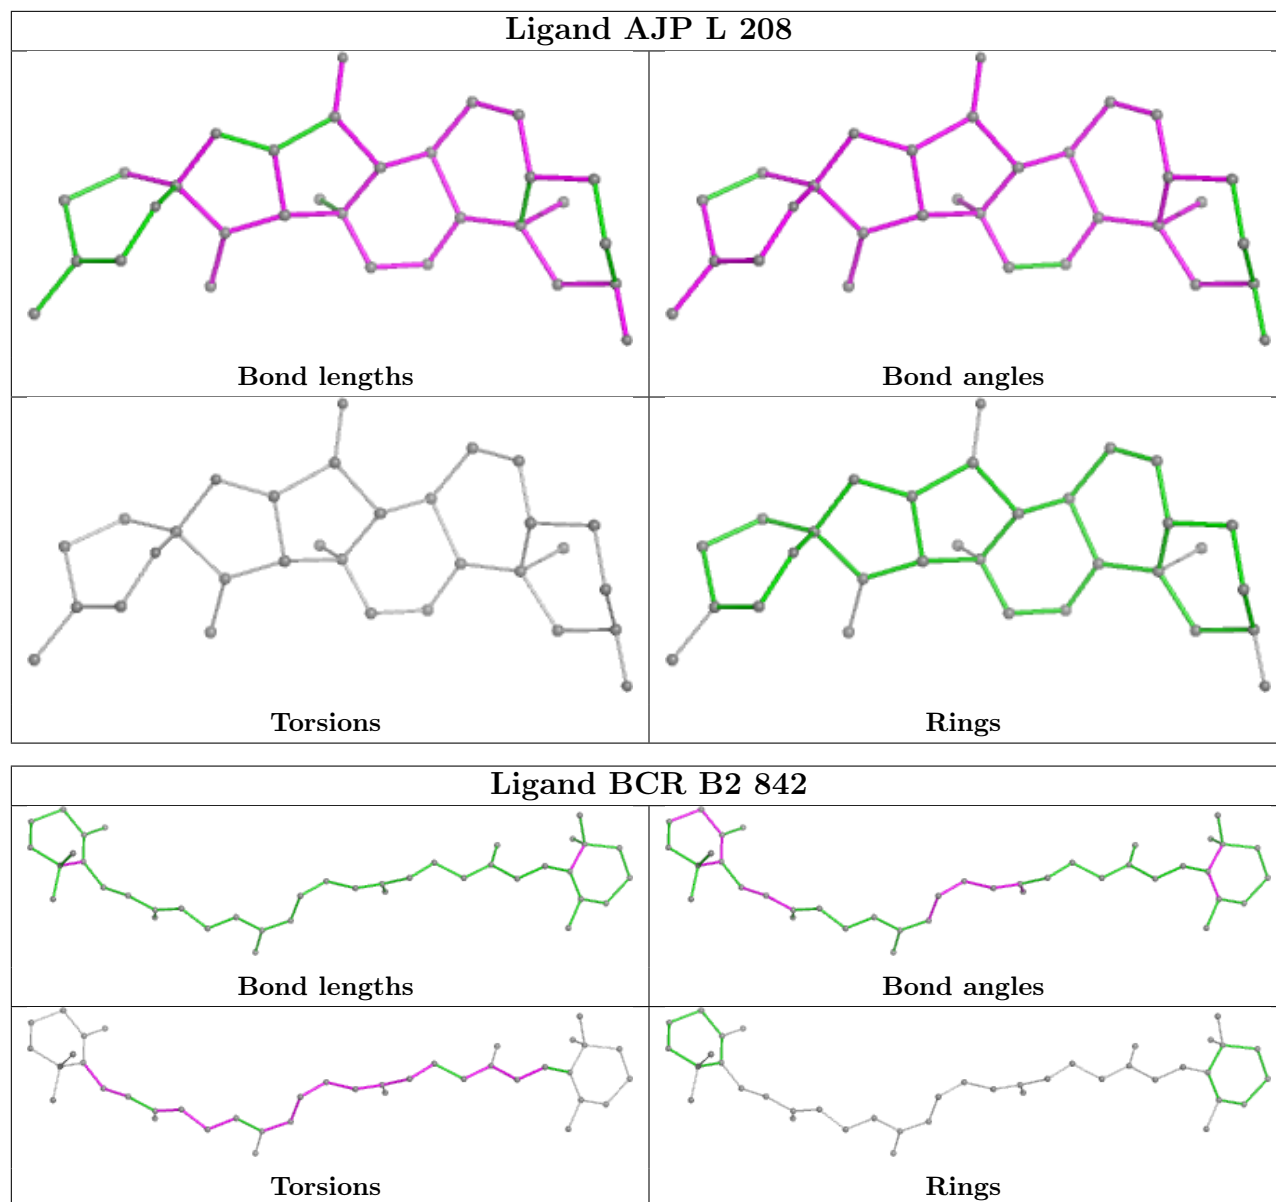 Ligand AJP L 208
Bond lengths
Bond angles
Torsions
Rings
Ligand BCR B2 842
Bond lengths
Bond angles
Torsions
Rings